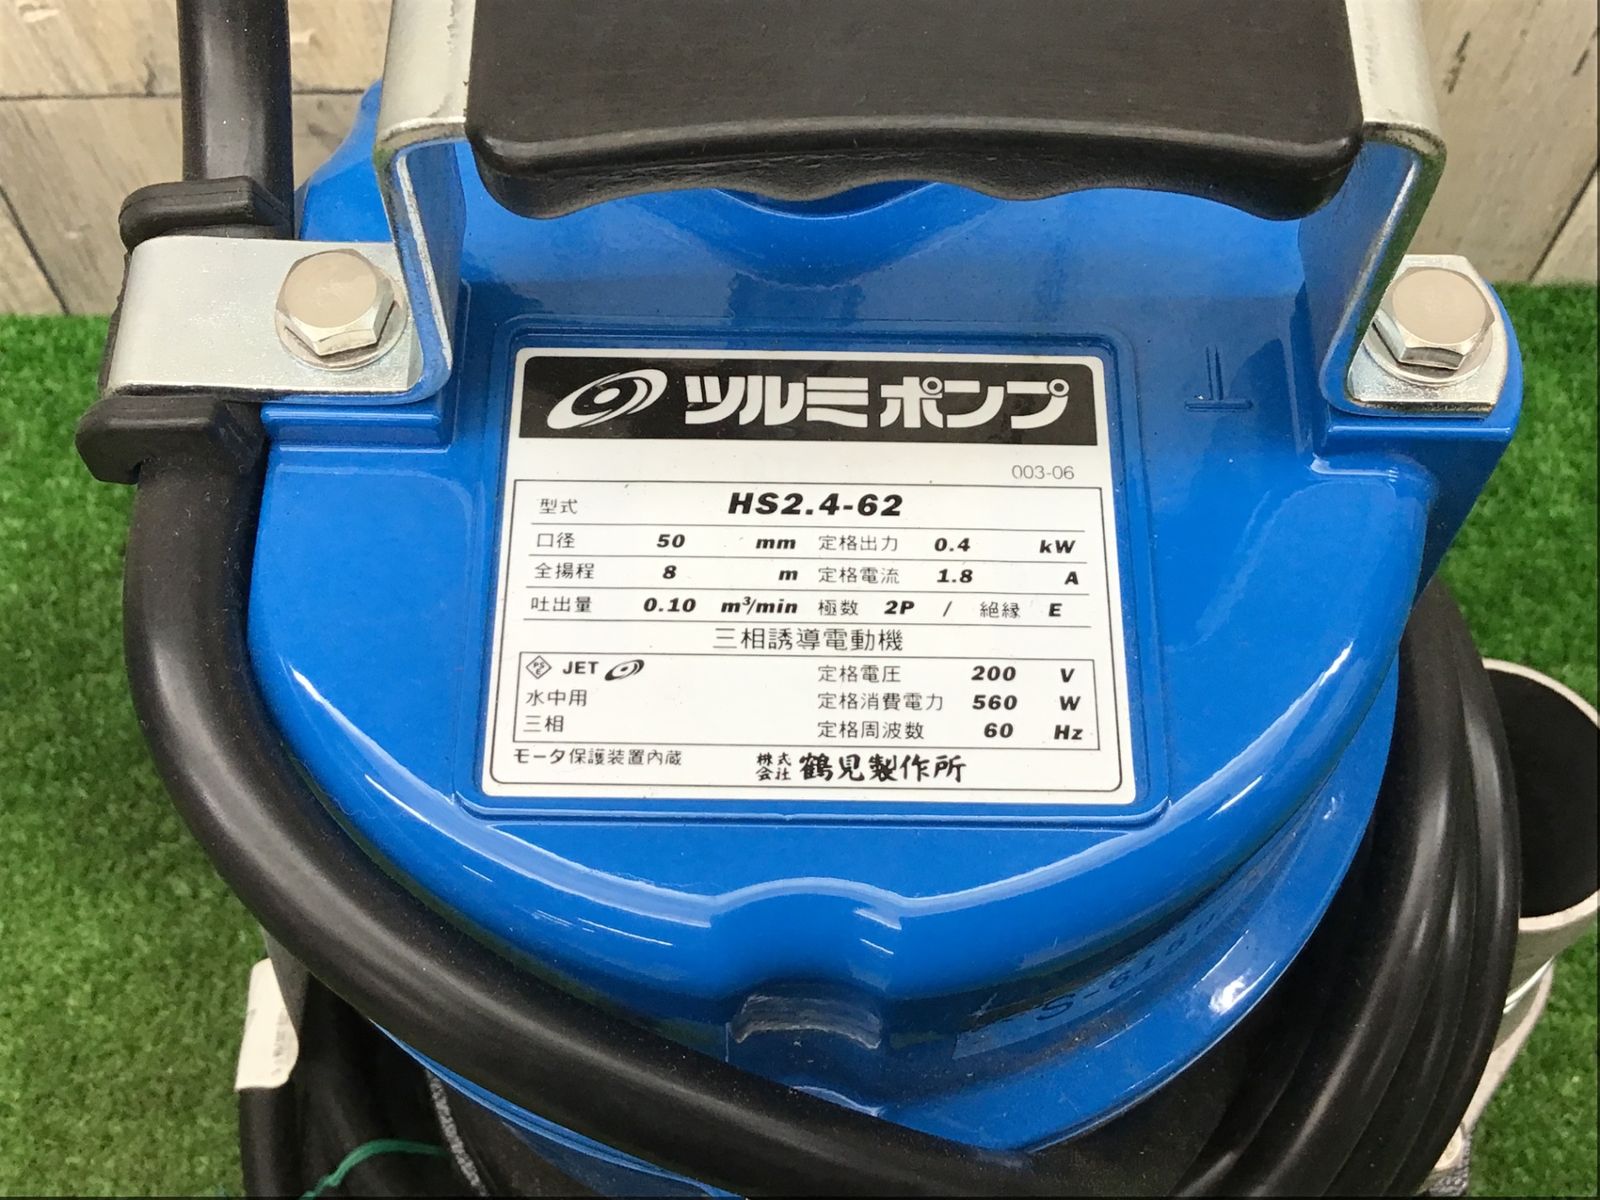 ツルミポンプ
003-06
型式 HS2.4-62
口径 50 mm 定格出力 0.4 kW
全揚程 8 m 定格電流 1.8 A
吐出量 0.10 m³/min 極数 2P / 絶縁 E
三相誘導電動機
PSE JET 定格電圧 200 V
水中用 定格消費電力 560 W
三相 定格周波数 60 Hz
モータ保護装置内蔵 株式会社 鶴見製作所